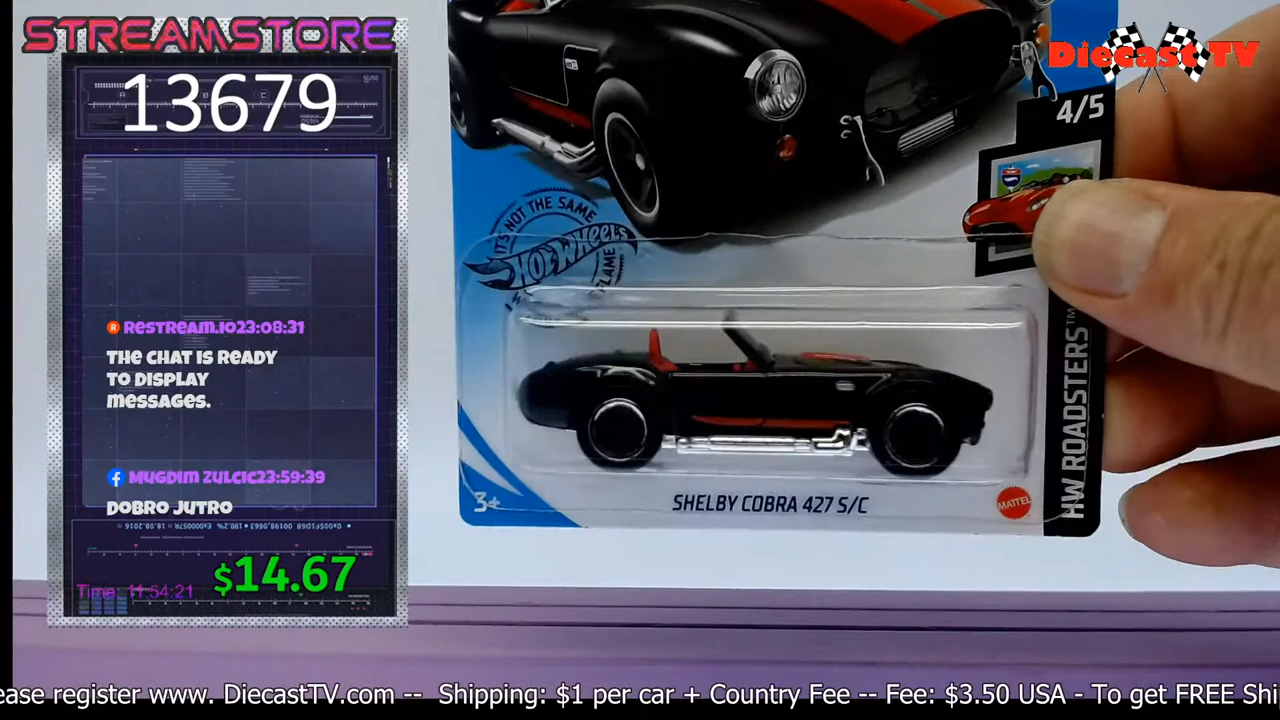 STREAMSTORE
13679
RESTREAM.IO23:08:31
THE CHAT IS READY
TO DISPLAY
MESSAGES.
MUGDIM ZULCIC23:59:39
DOBRO JUTRO
Time: 11:54:21
$14.67
Diecast TV
4/5
IT'S NOT THE SAME
HOT WHEELS
FLAME
HW ROADSTERS™
3+
SHELBY COBRA 427 S/C
MATTEL
ease register www. DiecastTV.com -- Shipping: $1 per car + Country Fee -- Fee: $3.50 USA - To get FREE Shi